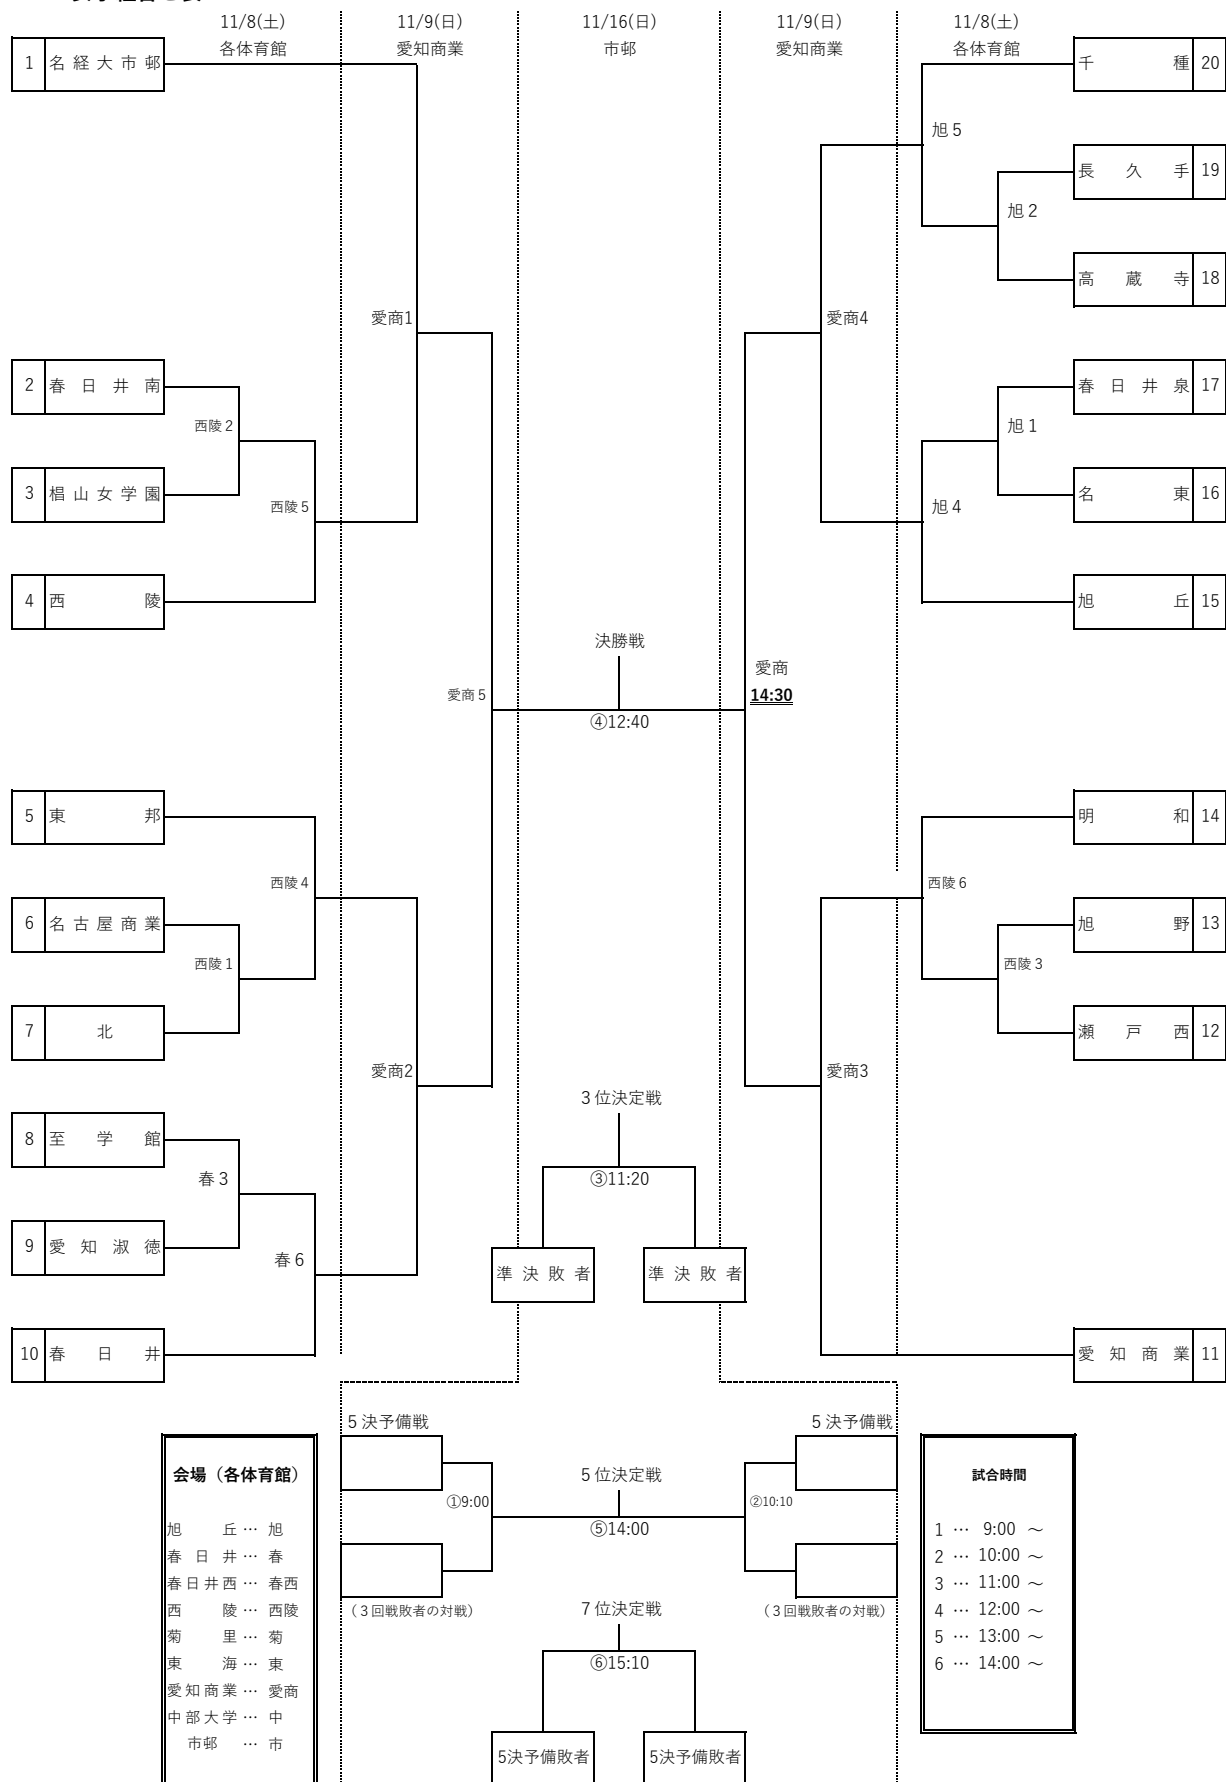 11/8(土) 11/9(日) 11/16(日) 11/9(日) 11/8(土)
各体育館 愛知商業 市邨 愛知商業 各体育館
1 名経大市邨
千種 20
旭5
長久手 19
旭2
高蔵寺 18
愛商1
愛商4
2 春日井南
春日井泉 17
西陵2
旭1
3 椙山女学園
名東 16
西陵5
旭4
4 西陵
旭丘 15
決勝戦
愛商
14:30
愛商5
④12:40
5 東邦
明和 14
西陵4
西陵6
6 名古屋商業
旭野 13
西陵1
西陵3
7 北
瀬戸西 12
愛商2
愛商3
3位決定戦
8 至学館
春3
③11:20
9 愛知淑徳
春6
準決敗者 準決敗者
10 春日井
愛知商業 11
5決予備戦 5決予備戦
会場（各体育館）
5位決定戦
試合時間
①9:00
②10:10
⑤14:00
旭丘… 旭
春日井… 春
春日井西… 春西
西陵… 西陵
菊里… 菊
東海… 東
愛知商業… 愛商
中部大学… 中
市邨… 市
1 … 9:00 ～
2 … 10:00 ～
3 … 11:00 ～
4 … 12:00 ～
5 … 13:00 ～
6 … 14:00 ～
（3回戦敗者の対戦） （3回戦敗者の対戦）
7位決定戦
⑥15:10
5決予備敗者 5決予備敗者